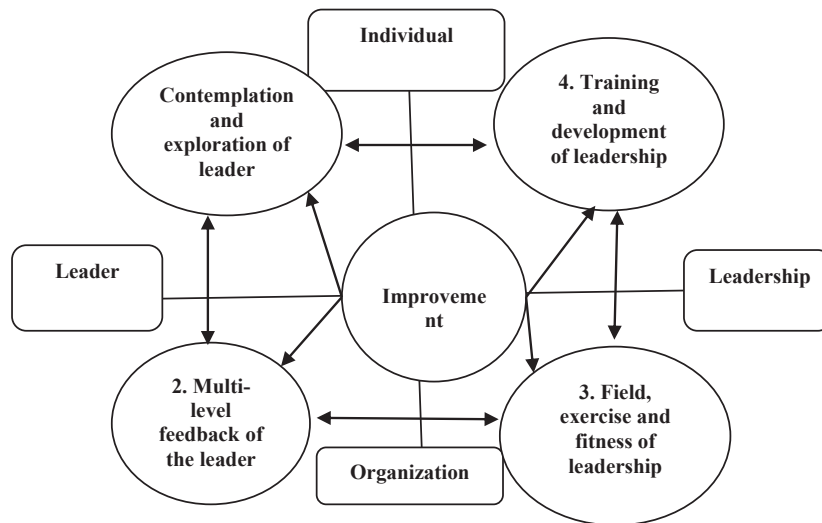 Individual
Contemplation
and
exploration of
leader
4. Training
and
development
of leadership
Leader
Improveme
nt
Leadership
2. Multi-
level
feedback of
the leader
3. Field,
exercise and
fitness of
leadership
Organization